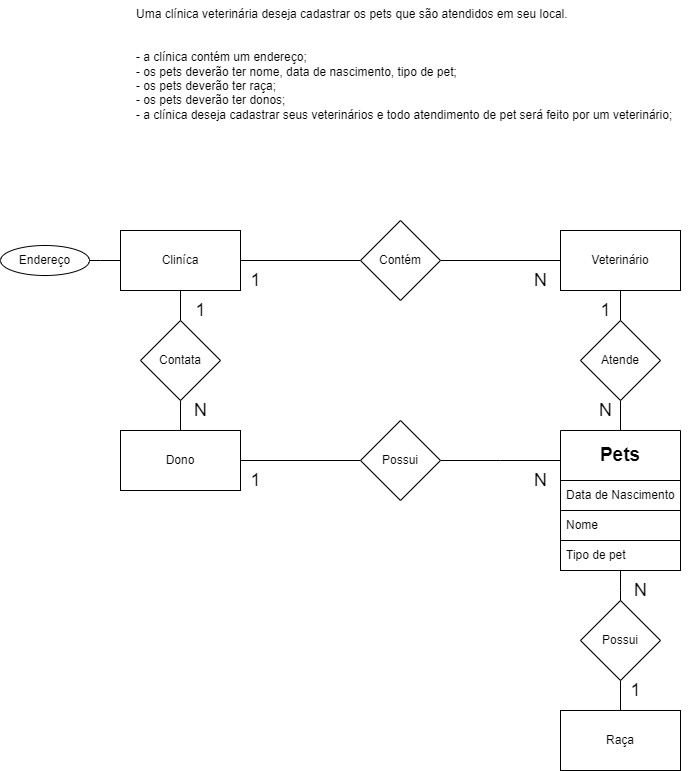 Uma clínica veterinária deseja cadastrar os pets que são atendidos em seu local.
- a clínica contém um endereço;
- os pets deverão ter nome, data de nascimento, tipo de pet;
- os pets deverão ter raça;
- os pets deverão ter donos;
- a clínica deseja cadastrar seus veterinários e todo atendimento de pet será feito por um veterinário;
Endereço
Cliníca
Contém
Veterinário
1
N
1
1
Contata
Atende
N
N
Dono
Possui
Pets
1
N
Data de Nascimento
Nome
Tipo de pet
N
Possui
1
Raça